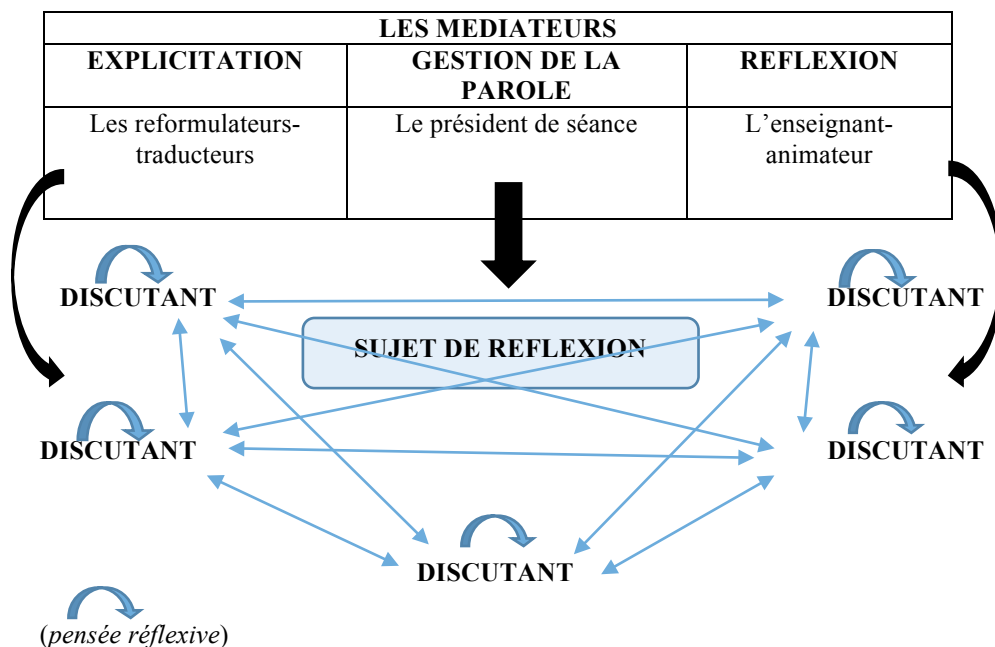 LES MEDIATEURS
EXPLICITATION
GESTION DE LA
PAROLE
REFLEXION
Les reformulateurs-
traducteurs
Le président de séance
L’enseignant-
animateur
DISCUTANT
DISCUTANT
SUJET DE REFLEXION
DISCUTANT
DISCUTANT
DISCUTANT
(pensée réflexive)